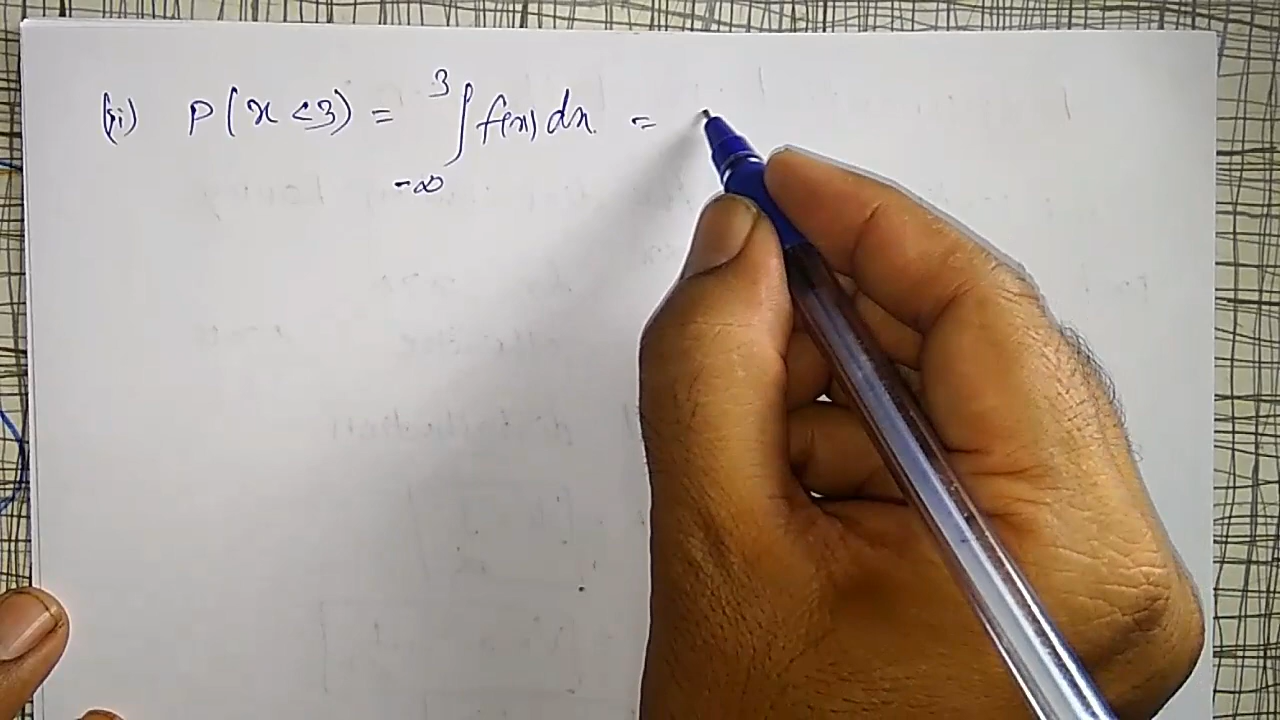 (ii) P(x<3) = ∫_{-∞}^{3} f(x) dx. =